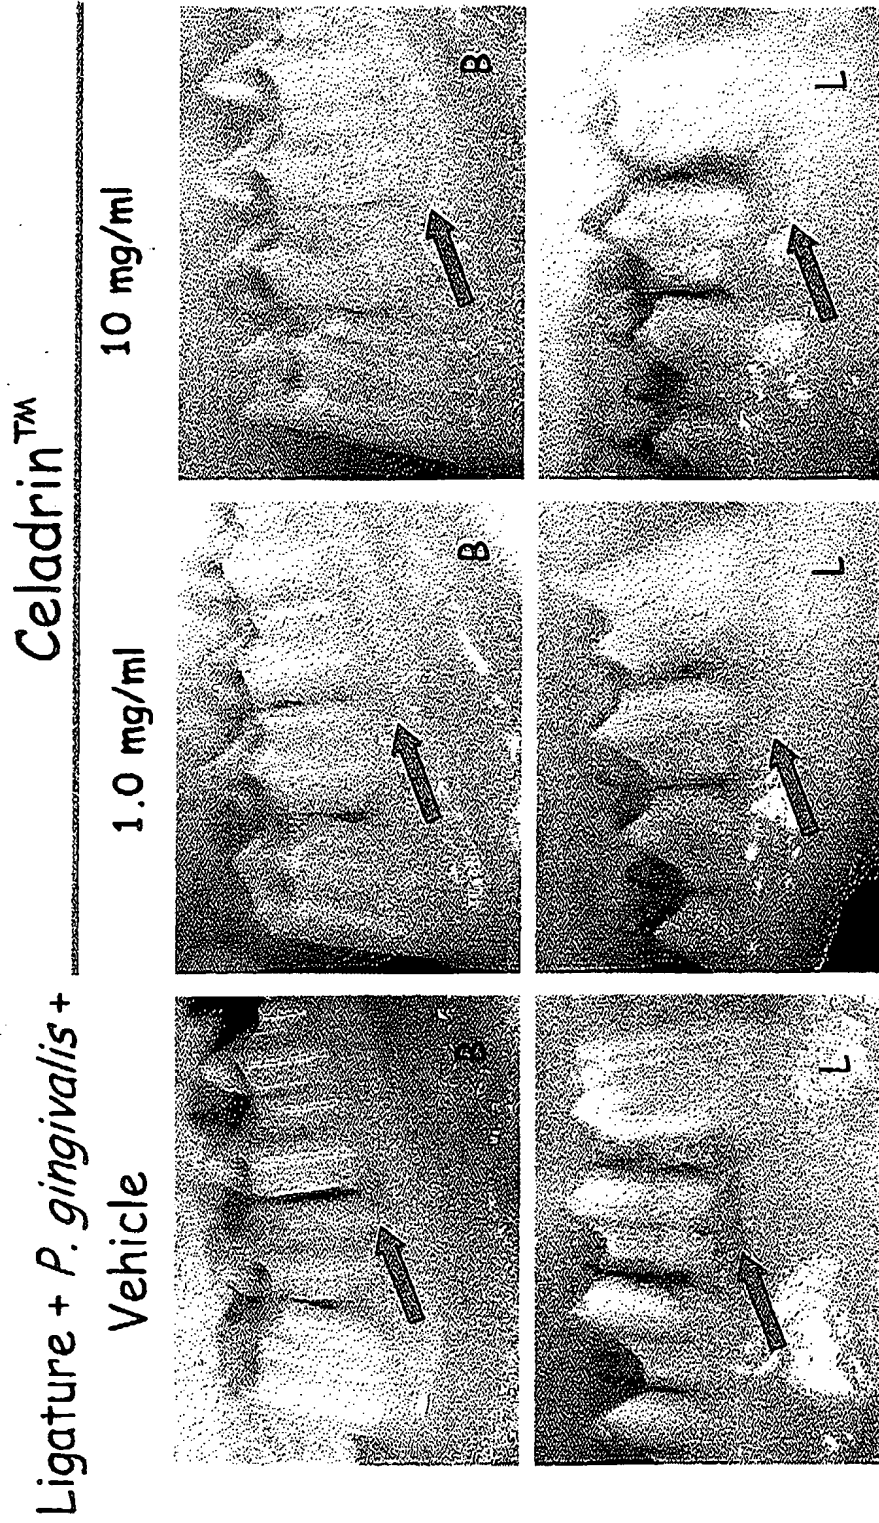 Ligature + P. gingivalis +
Vehicle
Celadrin™
1.0 mg/ml
10 mg/ml
B
B
B
L
L
L